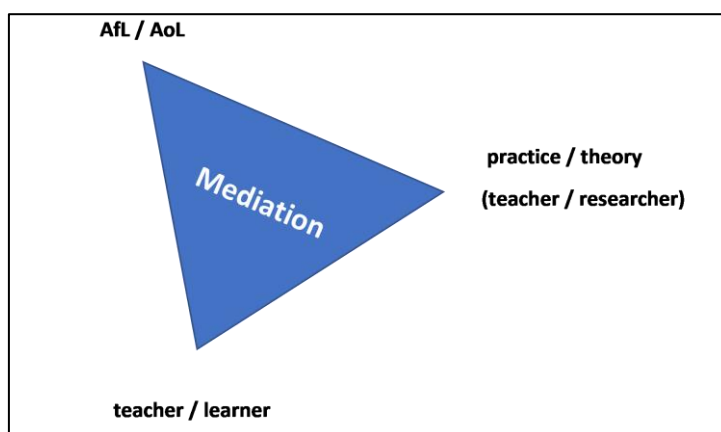 AfL / AoL
Mediation
practice / theory
(teacher / researcher)
teacher / learner